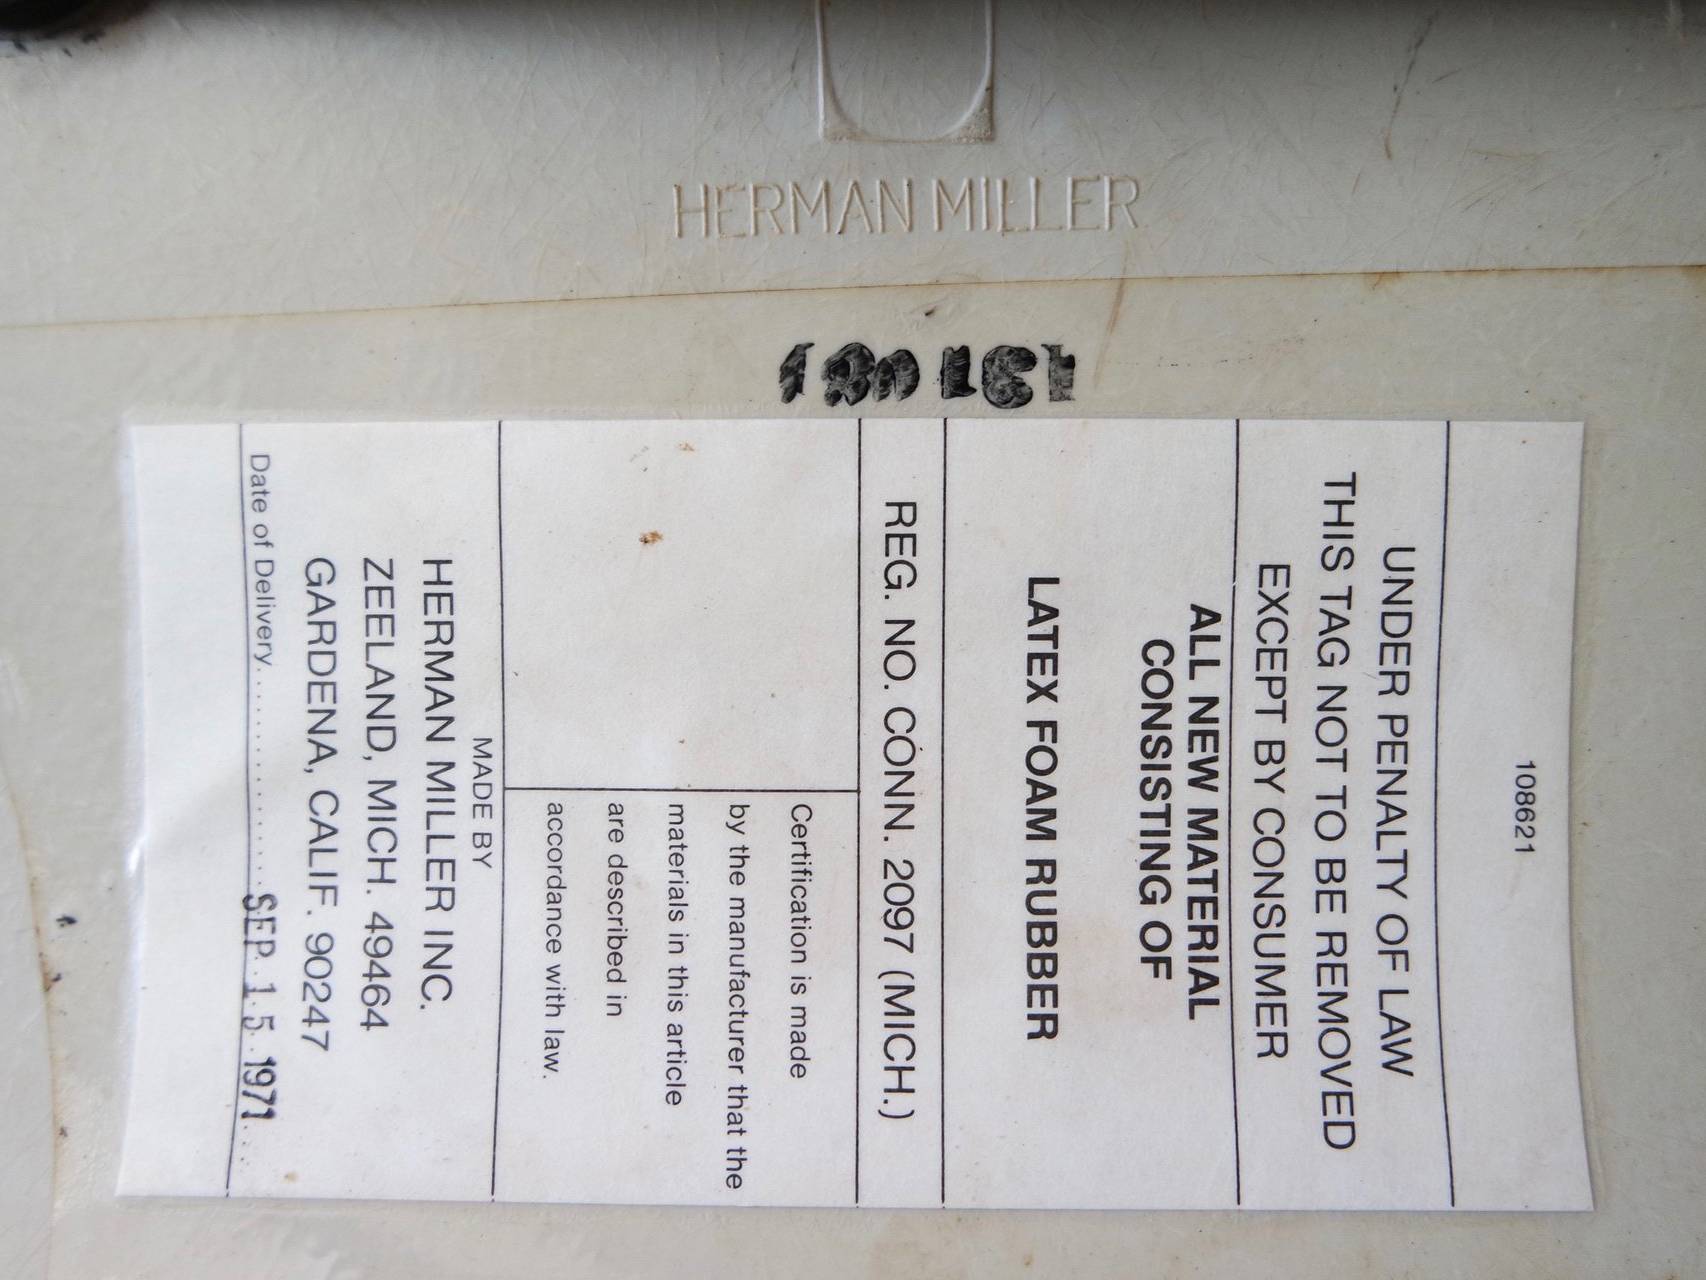 HERMAN MILLER
108621
UNDER PENALTY OF LAW
THIS TAG NOT TO BE REMOVED
EXCEPT BY CONSUMER
ALL NEW MATERIAL
CONSISTING OF
LATEX FOAM RUBBER
REG. NO. CONN. 2097 (MICH.)
Certification is made
by the manufacturer that the
materials in this article
are described in
accordance with law.
MADE BY
HERMAN MILLER INC.
ZEELAND, MICH. 49464
GARDENA, CALIF. 90247
Date of Delivery.................SEP 15 1971